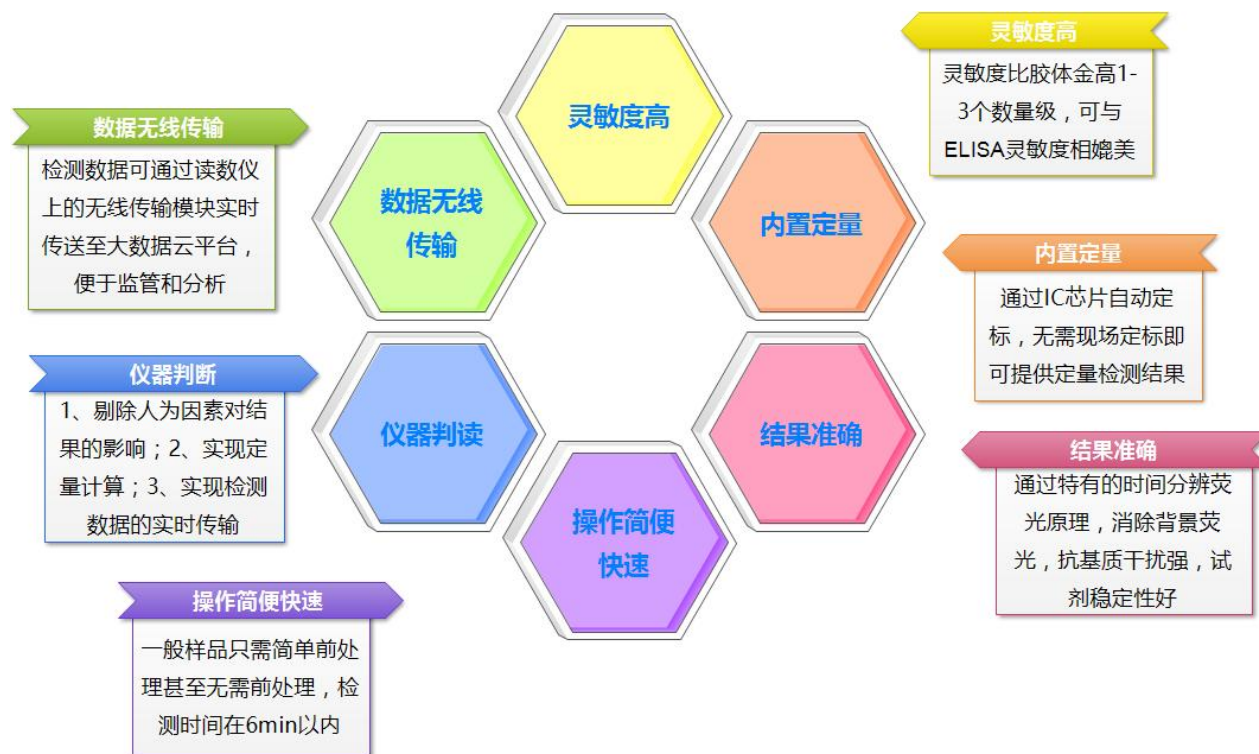 灵敏度高
灵敏度比胶体金高1-
3个数量级，可与
ELISA灵敏度相媲美
数据无线传输
检测数据可通过读数仪
上的无线传输模块实时
传送至大数据云平台，
便于监管和分析
灵敏度高
数据无线
传输
内置定量
内置定量
通过IC芯片自动定
标，无需现场定标即
可提供定量检测结果
仪器判断
1、剔除人为因素对结
果的影响；2、实现定
量计算；3、实现检测
数据的实时传输
仪器判读
结果准确
结果准确
通过特有的时间分辨荧
光原理，消除背景荧
光，抗基质干扰强，试
剂稳定性好
操作简便
快速
操作简便快速
一般样品只需简单前处
理甚至无需前处理，检
测时间在6min以内